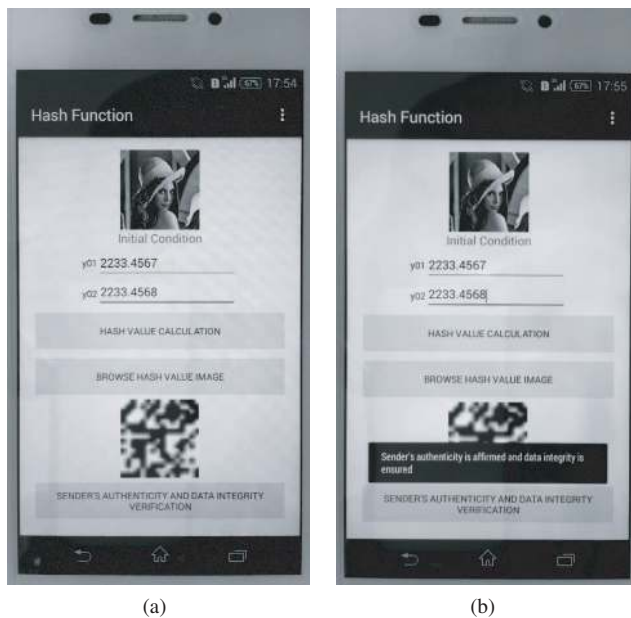 17:54
Hash Function
Initial Condition
y01 2233.4567
y02 2233.4568
HASH VALUE CALCULATION
BROWSE HASH VALUE IMAGE
SENDER'S AUTHENTICITY AND DATA INTEGRITY
VERIFICATION
(a)
17:55
Hash Function
Initial Condition
y01 2233.4567
y02 2233.4568
HASH VALUE CALCULATION
BROWSE HASH VALUE IMAGE
Sender's authenticity is affirmed and data integrity is
ensured
SENDER'S AUTHENTICITY AND DATA INTEGRITY
VERIFICATION
(b)